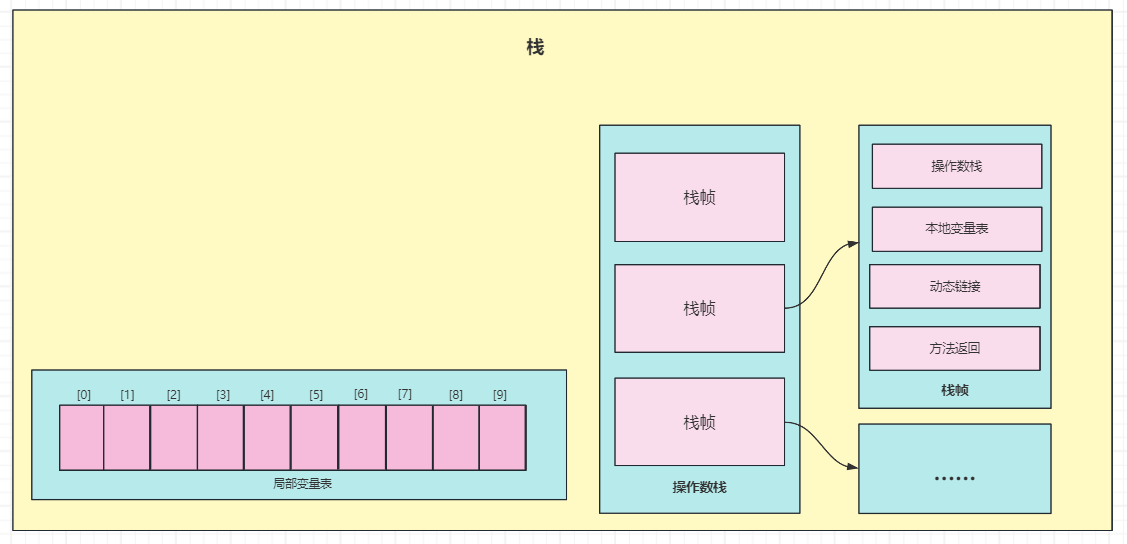 栈
[0] [1] [2] [3] [4] [5] [6] [7] [8] [9]
局部变量表
栈帧
栈帧
栈帧
操作数栈
操作数栈
本地变量表
动态链接
方法返回
栈帧
……